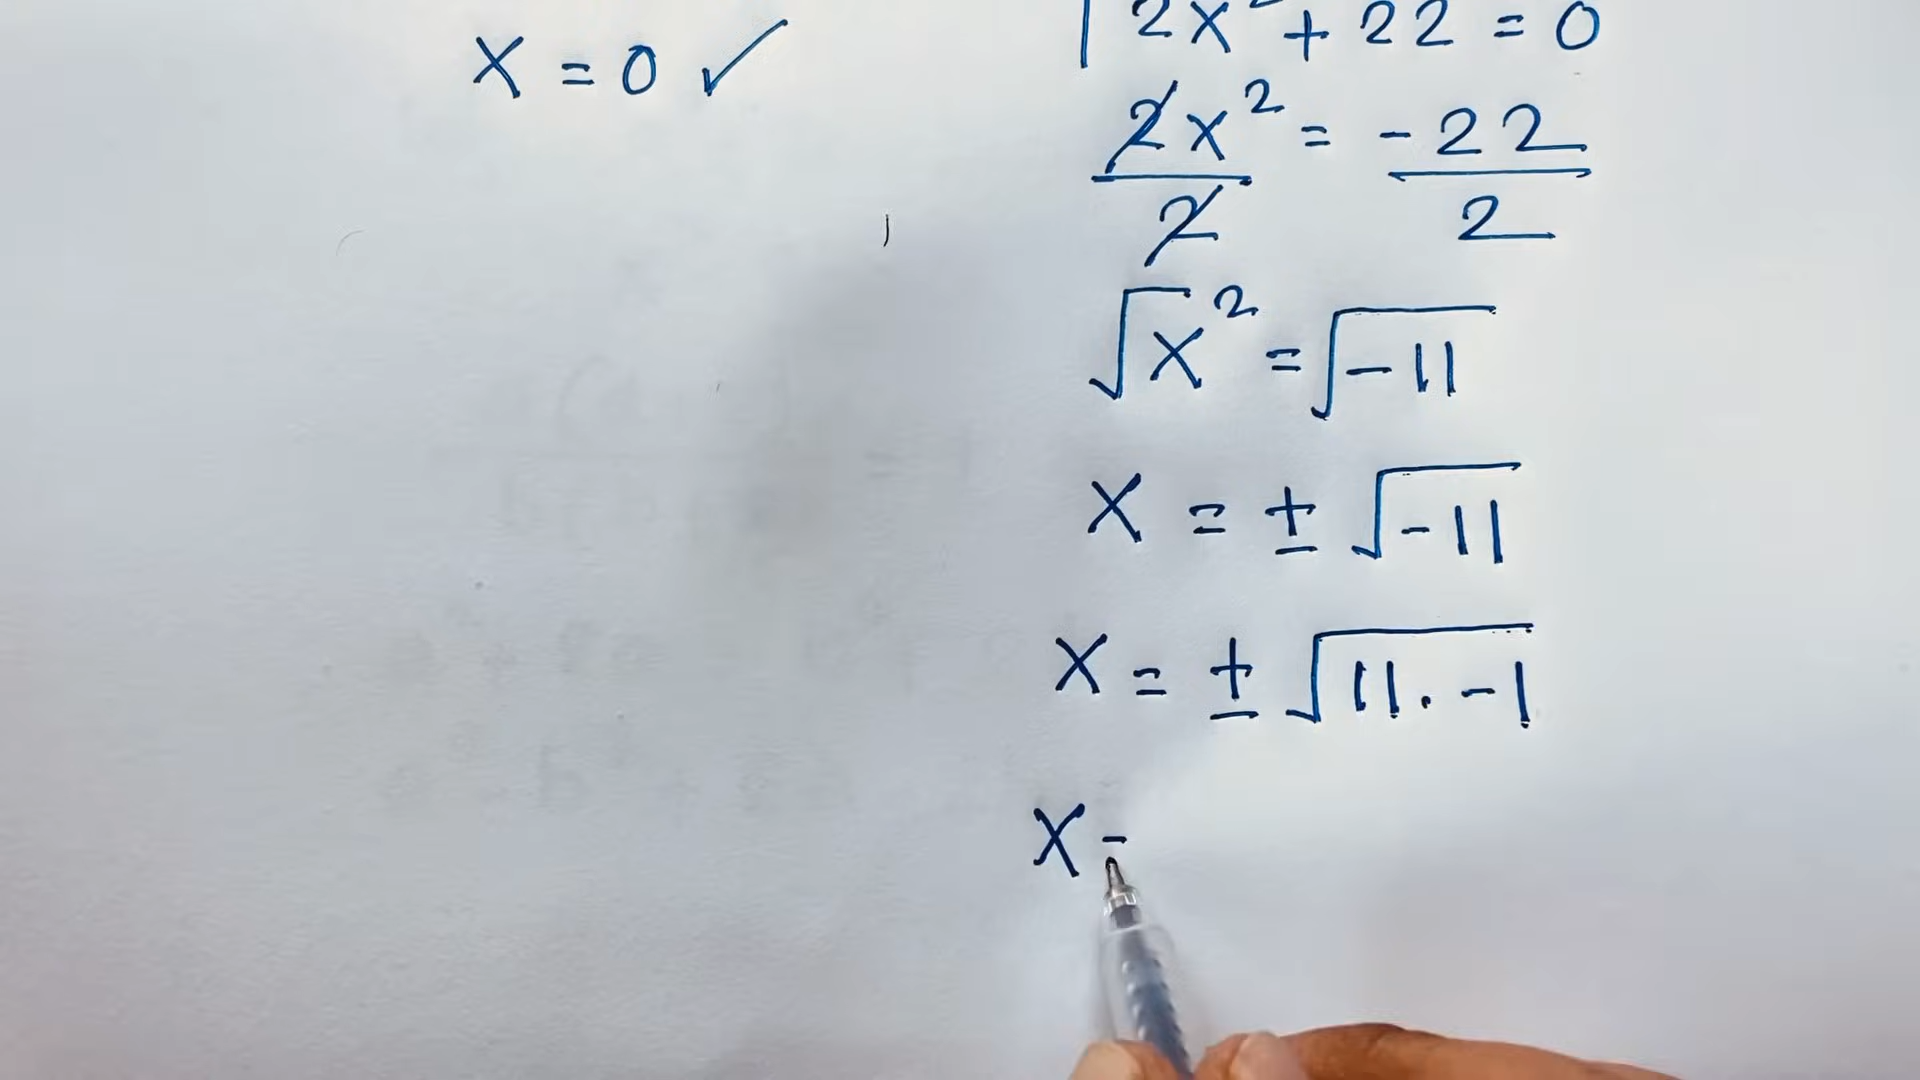 X = 0 ✓
2X² + 22 = 0
2X² = -22
2 2
√X² = √-11
X = ± √-11
X = ± √11 . -1
X -